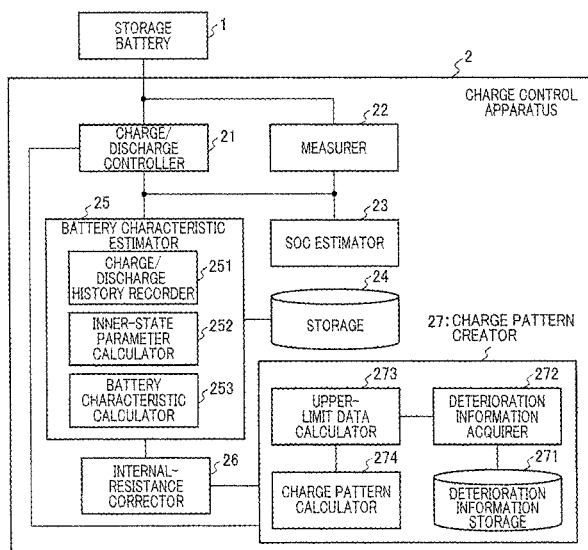 STORAGE
BATTERY
1
2
CHARGE CONTROL
APPARATUS
CHARGE/
DISCHARGE
CONTROLLER
21
22
MEASURER
25
BATTERY CHARACTERISTIC
ESTIMATOR
CHARGE/
DISCHARGE
HISTORY RECORDER
251
INNER-STATE
PARAMETER
CALCULATOR
252
BATTERY
CHARACTERISTIC
CALCULATOR
253
23
SOC ESTIMATOR
24
STORAGE
27: CHARGE PATTERN
CREATOR
273
UPPER-
LIMIT DATA
CALCULATOR
272
DETERIORATION
INFORMATION
ACQUIRER
274
CHARGE PATTERN
CALCULATOR
271
DETERIORATION
INFORMATION
STORAGE
26
INTERNAL-
RESISTANCE
CORRECTOR